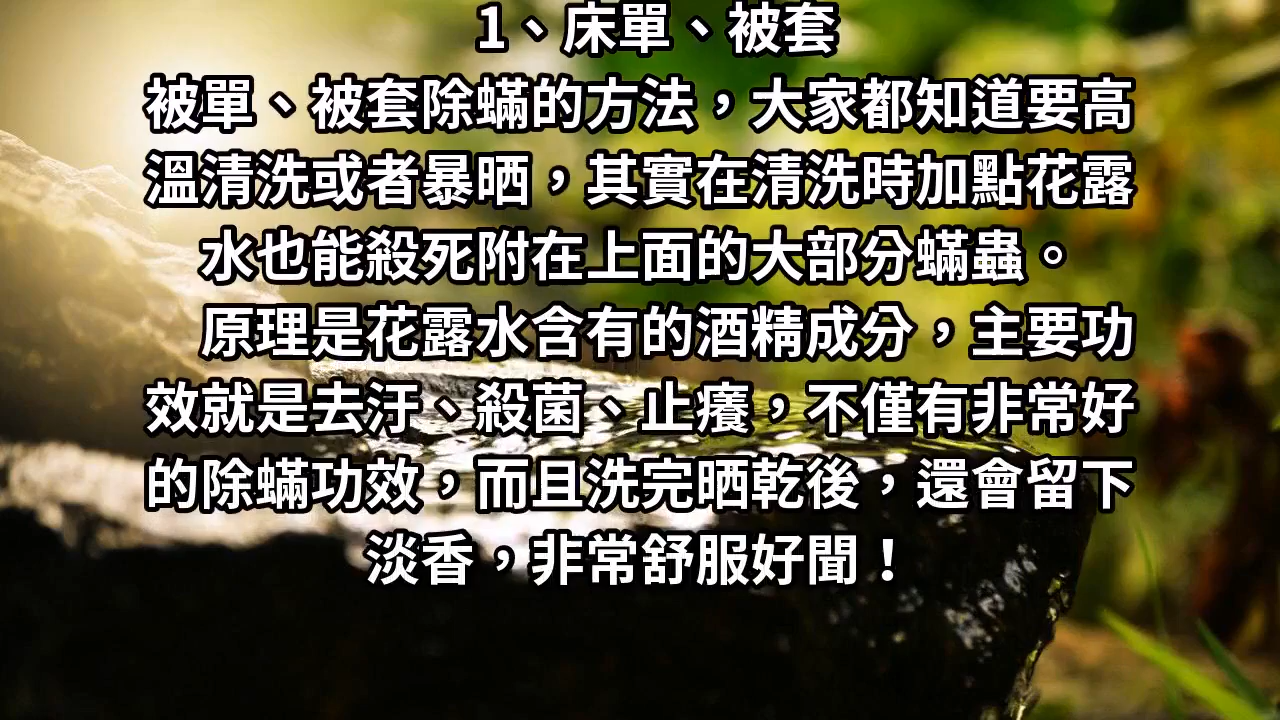 1、床單、被套
被單、被套除蟎的方法，大家都知道要高
溫清洗或者暴晒，其實在清洗時加點花露
水也能殺死附在上面的大部分蟎蟲。
原理是花露水含有的酒精成分，主要功
效就是去汙、殺菌、止癢，不僅有非常好
的除蟎功效，而且洗完晒乾後，還會留下
淡香，非常舒服好聞！